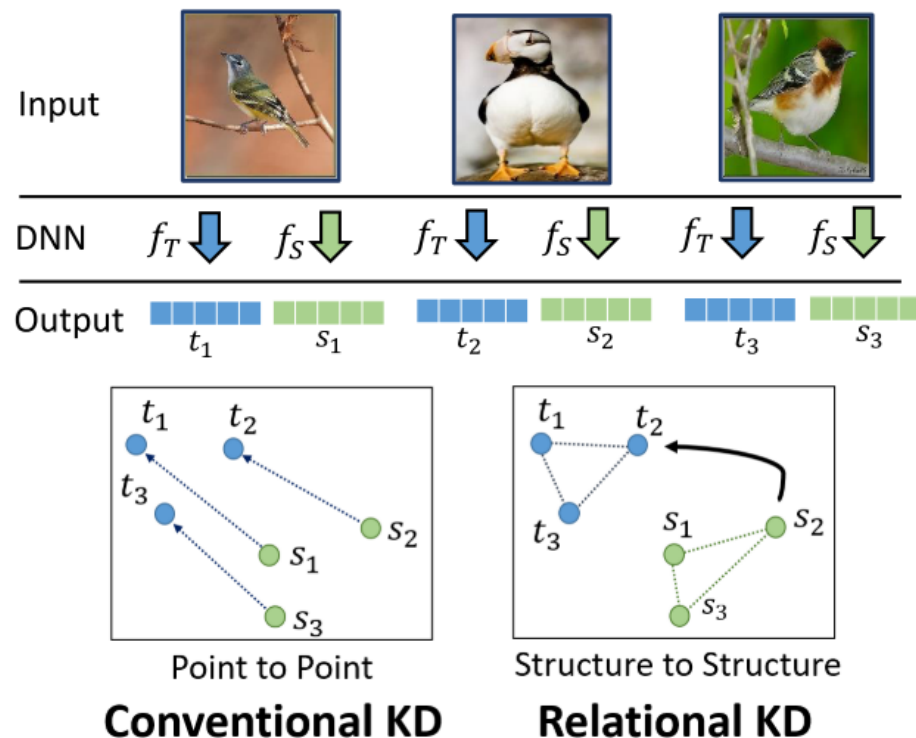 Input
DNN f_T f_S f_T f_S f_T f_S
Output
t_1 s_1 t_2 s_2 t_3 s_3
t_1 t_2
t_3
s_2
s_1
s_3
Point to Point
Conventional KD
t_1 t_2
t_3
s_1 s_2
s_3
Structure to Structure
Relational KD